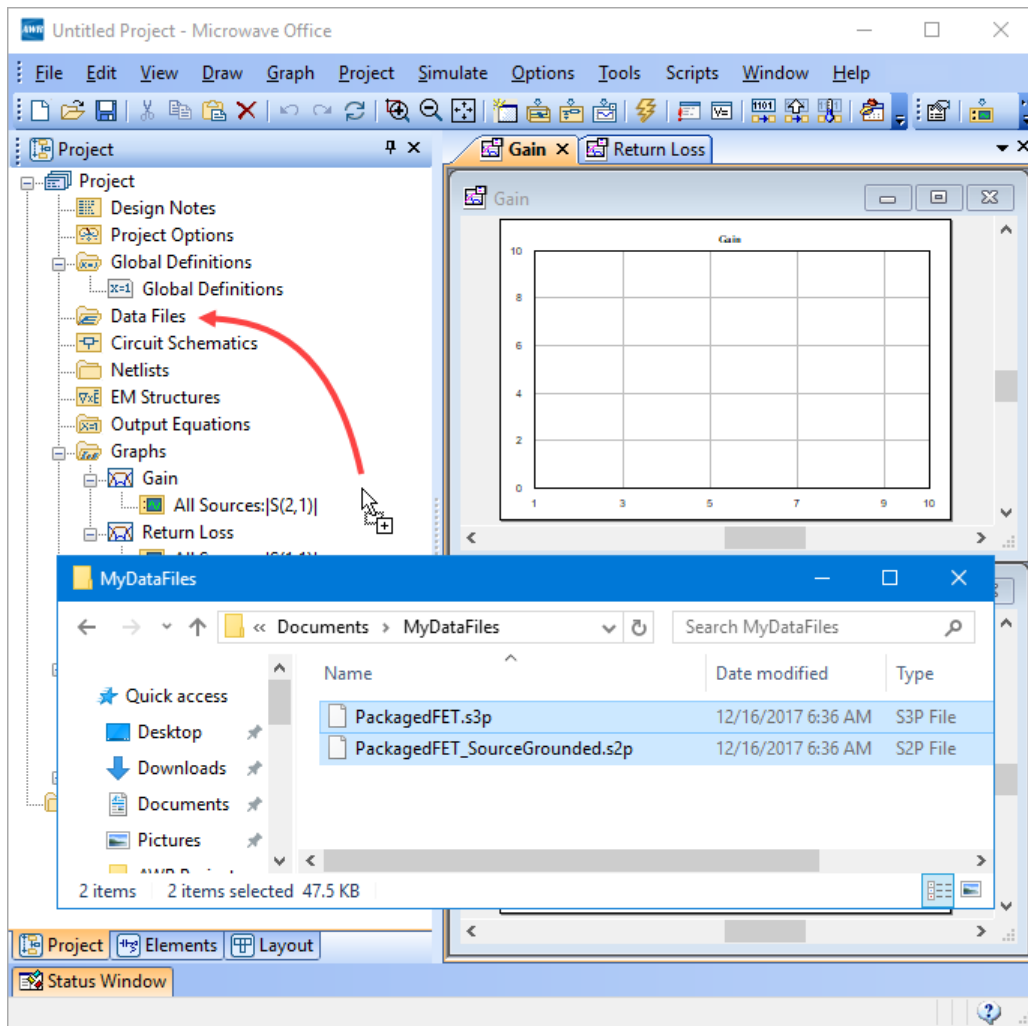 AWR Untitled Project - Microwave Office
File Edit View Draw Graph Project Simulate Options Tools Scripts Window Help
Project
Gain
Return Loss
Project
Design Notes
Project Options
Global Definitions
X=1 Global Definitions
Data Files
Circuit Schematics
Netlists
EM Structures
Output Equations
Graphs
Gain
All Sources:|S(2,1)|
Return Loss
Gain
Gain
10
8
6
4
2
0
1 3 5 7 9 10
MyDataFiles
« Documents > MyDataFiles
Search MyDataFiles
Name Date modified Type
Quick access
Desktop
Downloads
Documents
Pictures
PackagedFET.s3p 12/16/2017 6:36 AM S3P File
PackagedFET_SourceGrounded.s2p 12/16/2017 6:36 AM S2P File
2 items 2 items selected 47.5 KB
Project Elements Layout
Status Window